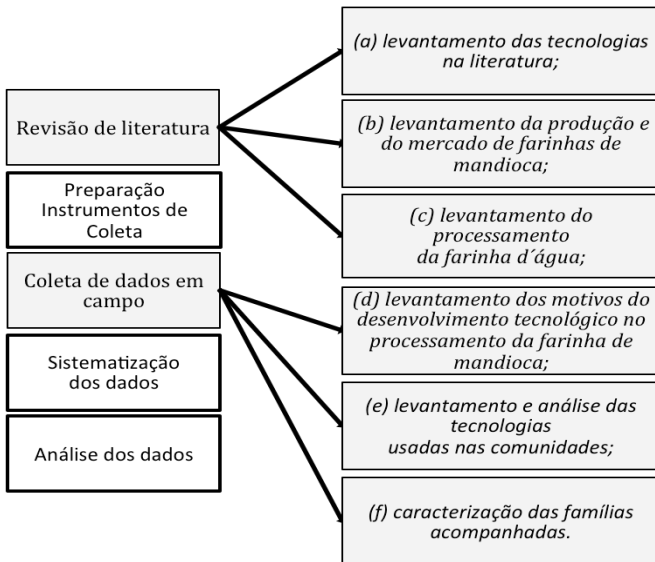 Revisão de literatura
Preparação
Instrumentos de
Coleta
Coleta de dados em
campo
Sistematização
dos dados
Análise dos dados
(a) levantamento das tecnologias
na literatura;
(b) levantamento da produção e
do mercado de farinhas de
mandioca;
(c) levantamento do
processamento
da farinha d´água;
(d) levantamento dos motivos do
desenvolvimento tecnológico no
processamento da farinha de
mandioca;
(e) levantamento e análise das
tecnologias
usadas nas comunidades;
(f) caracterização das famílias
acompanhadas.